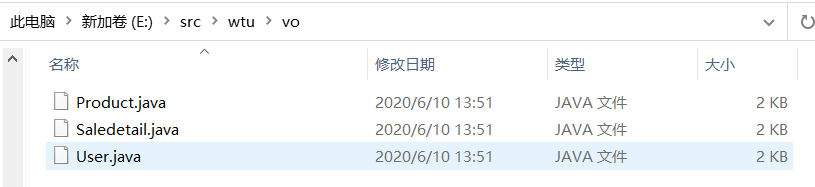 此电脑 > 新加卷 (E:) > src > wtu > vo
名称 修改日期 类型 大小
Product.java 2020/6/10 13:51 JAVA 文件 2 KB
Saledetail.java 2020/6/10 13:51 JAVA 文件 2 KB
User.java 2020/6/10 13:51 JAVA 文件 2 KB